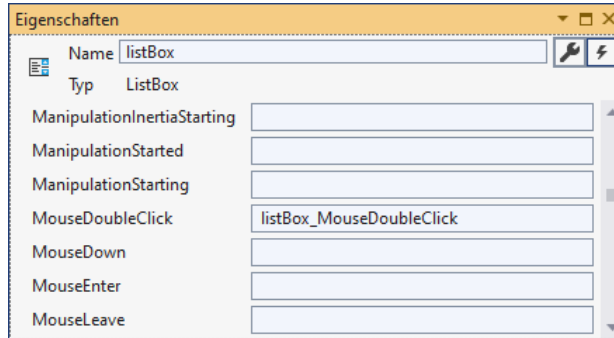 Eigenschaften
Name listBox
Typ ListBox
ManipulationInertiaStarting
ManipulationStarted
ManipulationStarting
MouseDoubleClick listBox_MouseDoubleClick
MouseDown
MouseEnter
MouseLeave